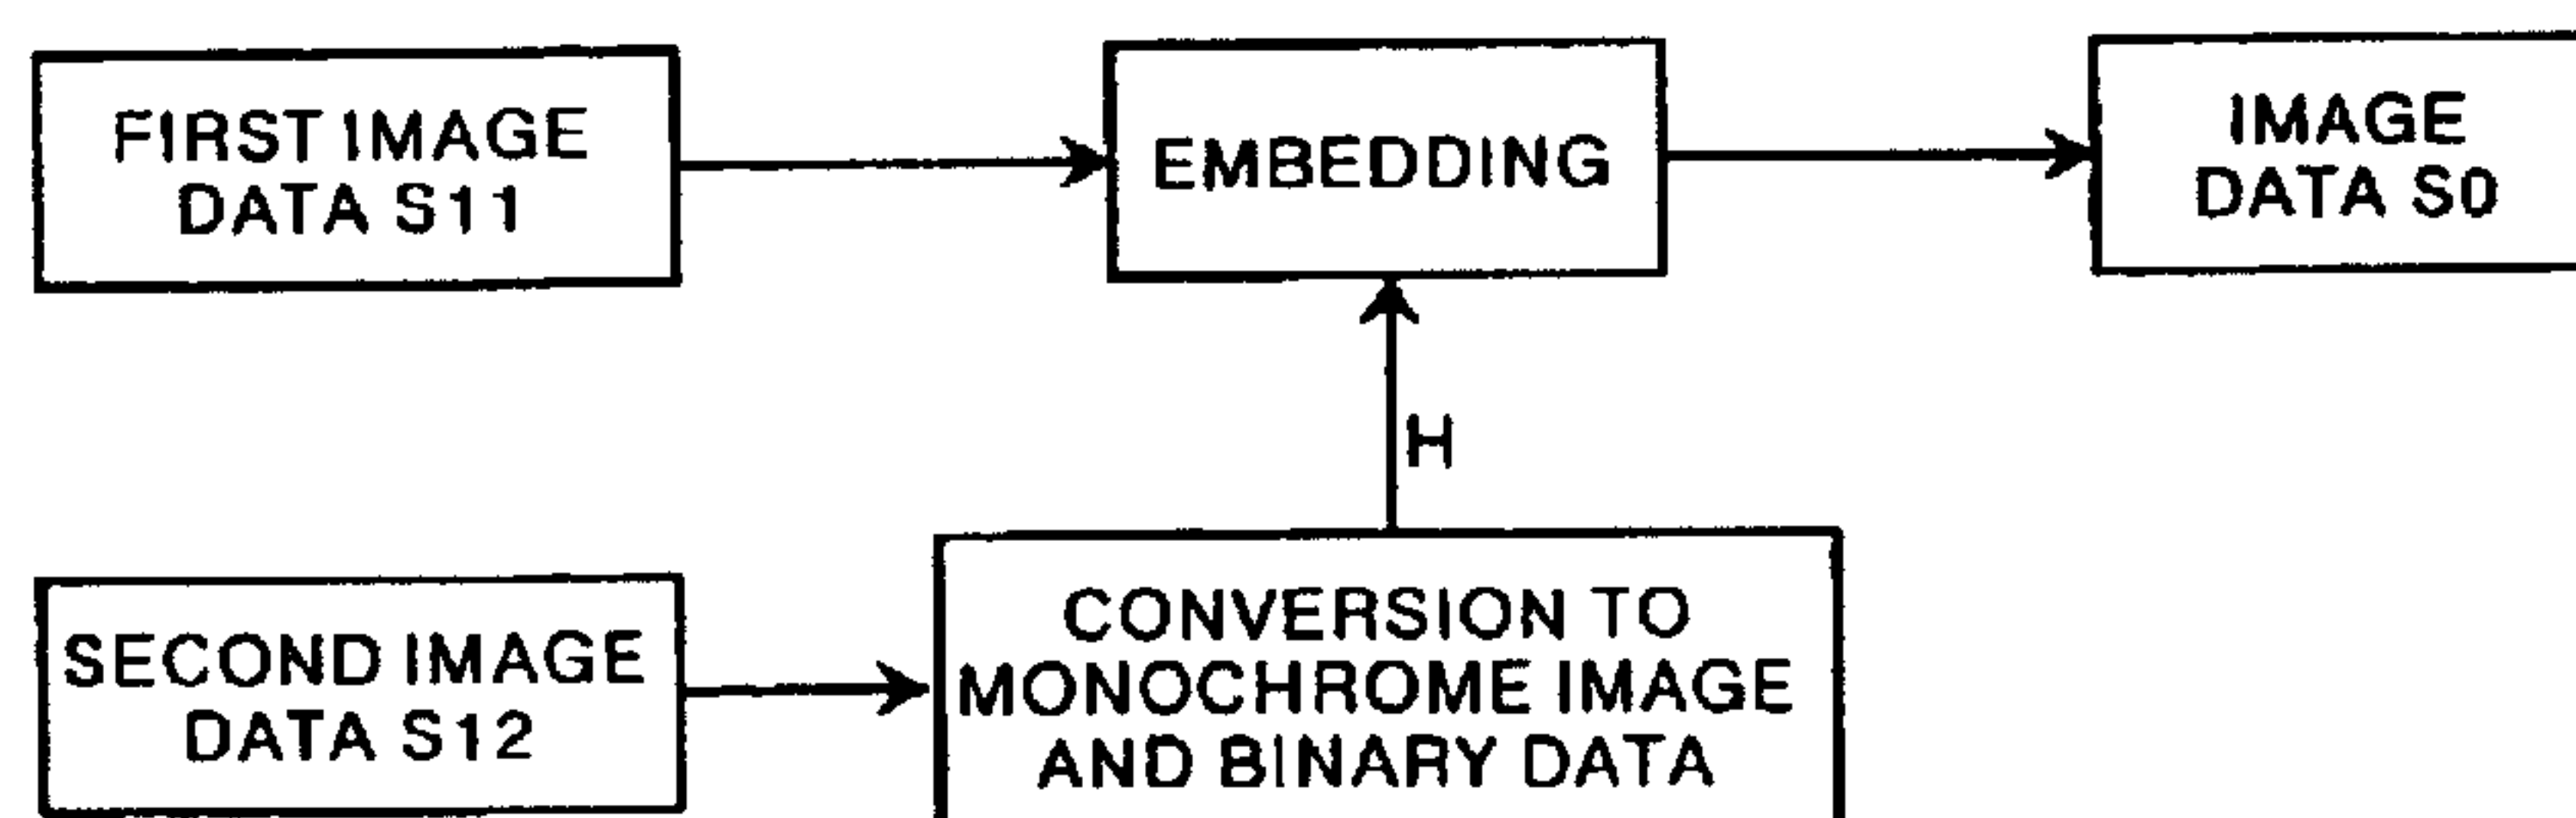 FIRST IMAGE
DATA S11
EMBEDDING
IMAGE
DATA S0
H
SECOND IMAGE
DATA S12
CONVERSION TO
MONOCHROME IMAGE
AND BINARY DATA